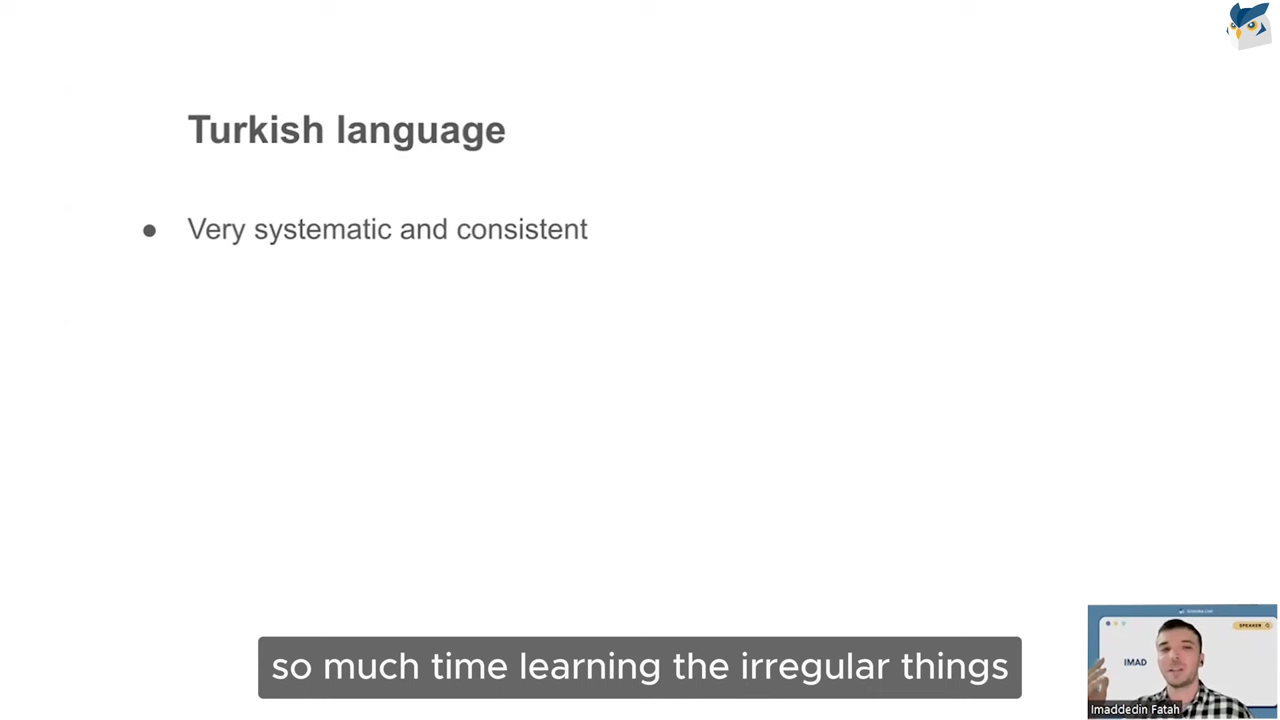 Turkish language
● Very systematic and consistent
so much time learning the irregular things
SPEAKER
IMAD
Imaddedin Fatah